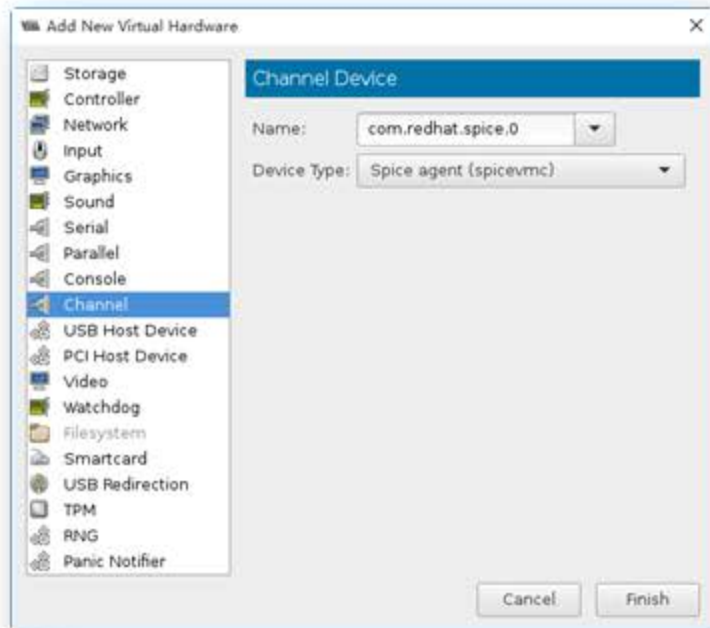 Add New Virtual Hardware
Storage
Controller
Network
Input
Graphics
Sound
Serial
Parallel
Console
Channel
USB Host Device
PCI Host Device
Video
Watchdog
Filesystem
Smartcard
USB Redirection
TPM
RNG
Panic Notifier
Channel Device
Name: com.redhat.spice.0
Device Type: Spice agent (spicevmc)
Cancel Finish